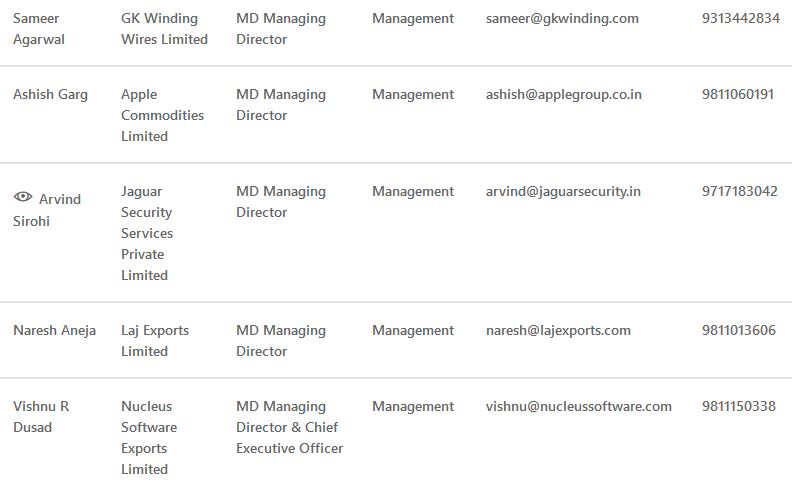 Sameer Agarwal GK Winding Wires Limited MD Managing Director Management sameer@gkwinding.com 9313442834
Ashish Garg Apple Commodities Limited MD Managing Director Management ashish@applegroup.co.in 9811060191
Arvind Sirohi Jaguar Security Services Private Limited MD Managing Director Management arvind@jaguarsecurity.in 9717183042
Naresh Aneja Laj Exports Limited MD Managing Director Management naresh@lajexports.com 9811013606
Vishnu R Dusad Nucleus Software Exports Limited MD Managing Director & Chief Executive Officer Management vishnu@nucleussoftware.com 9811150338